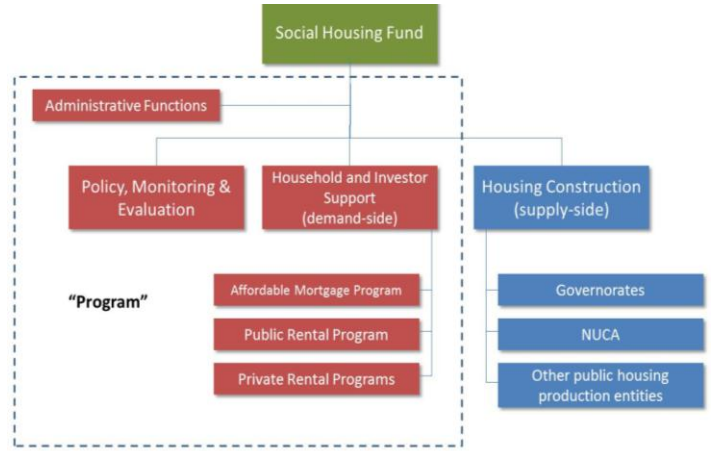 Social Housing Fund
Administrative Functions
Policy, Monitoring &
Evaluation
Household and Investor
Support
(demand-side)
Housing Construction
(supply-side)
“Program”
Affordable Mortgage Program
Public Rental Program
Private Rental Programs
Governorates
NUCA
Other public housing
production entities